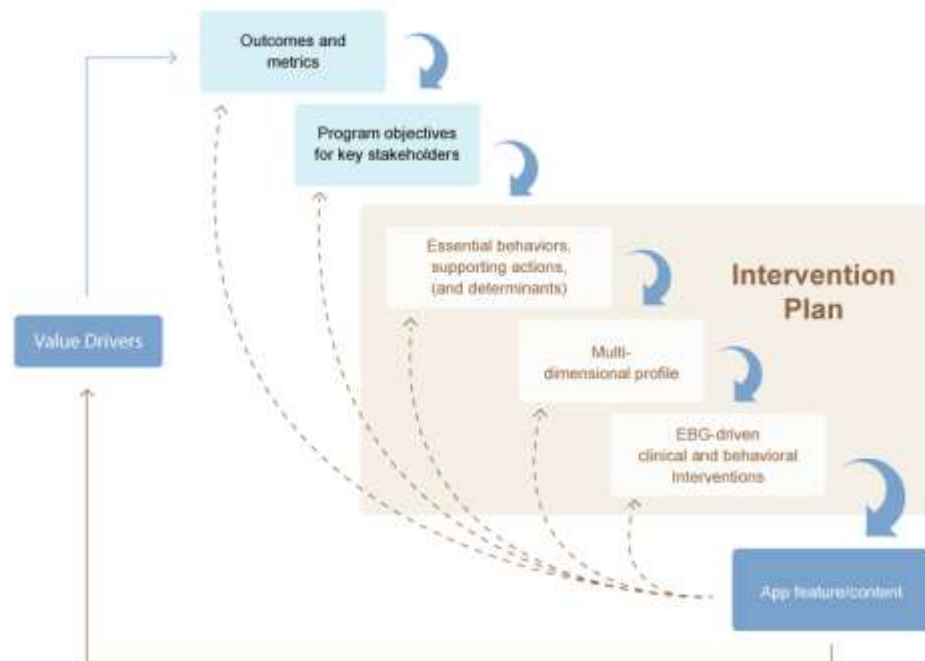 Outcomes and
metrics
Program objectives
for key stakeholders
Essential behaviors,
supporting actions,
(and determinants)
Intervention
Plan
Value Drivers
Multi-
dimensional profile
EBG-driven
clinical and behavioral
Interventions
App feature/content